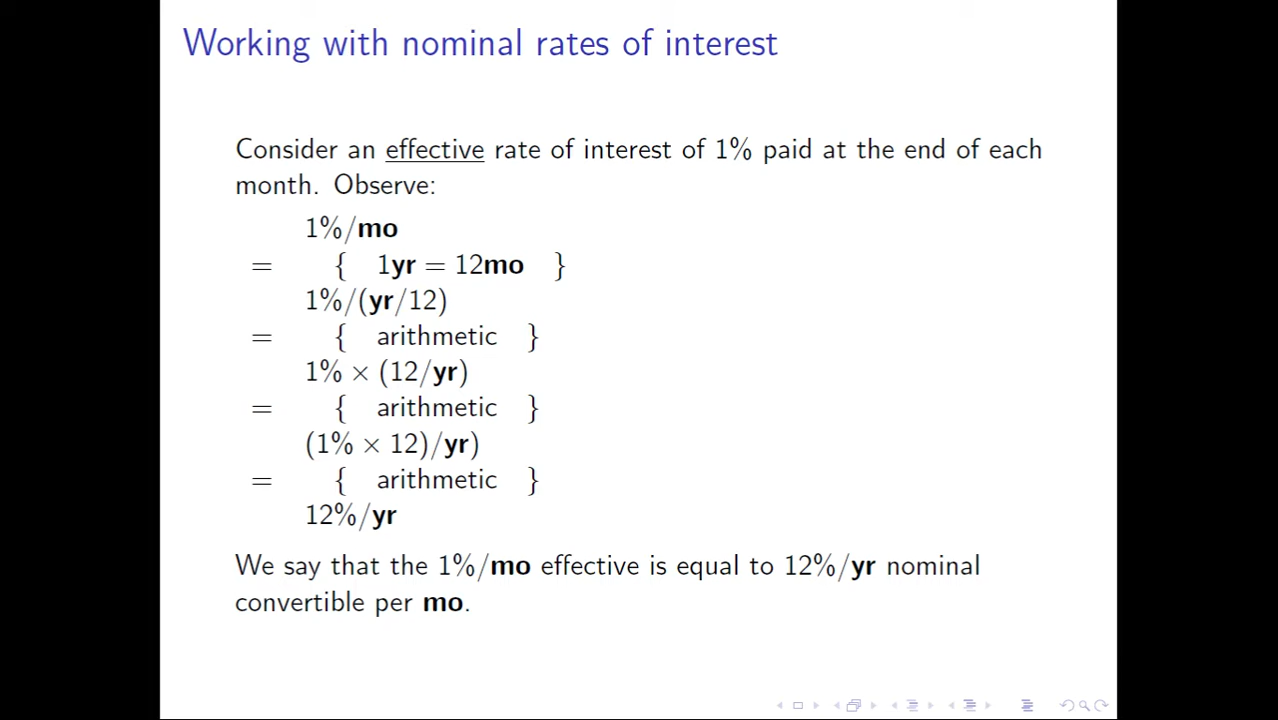 Working with nominal rates of interest
Consider an effective rate of interest of 1% paid at the end of each
month. Observe:
1%/mo
= { 1yr = 12mo }
1%/(yr/12)
= { arithmetic }
1% × (12/yr)
= { arithmetic }
(1% × 12)/yr)
= { arithmetic }
12%/yr
We say that the 1%/mo effective is equal to 12%/yr nominal
convertible per mo.